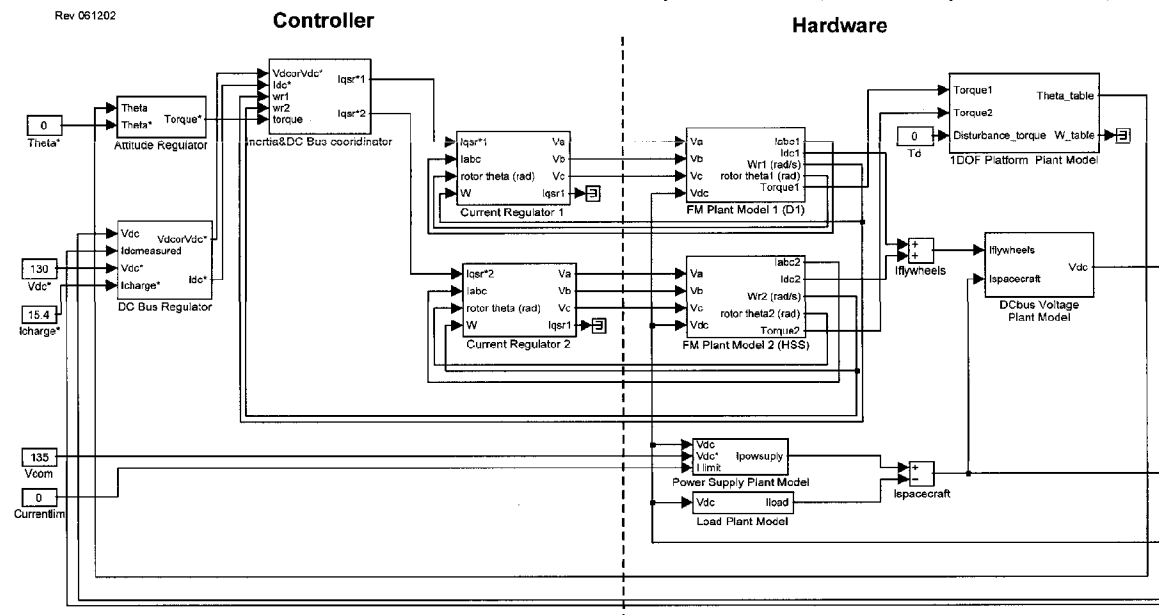 Rev 061202
Controller
Hardware
0
Theta*
Theta
Theta*
Torque*
Attitude Regulator
VdcorVdc*
Idc*
wr1
wr2
torque
Iqsr*1
Iqsr*2
Inertia&DC Bus cooridinator
Iqsr*1
Iabc
rotor theta (rad)
W
Va
Vb
Vc
Iqsr1
Current Regulator 1
Va
Vb
Vc
Vdc
Iabc1
Idc1
Wr1 (rad/s)
rotor theta1 (rad)
Torque1
FM Plant Model 1 (D1)
Torque1
Torque2
Disturbance_torque
Theta_table
W_table
1DOF Platform Plant Model
0
Td
130
Vdc*
15.4
Icharge*
Vdc
Idcmeasured
Vdc*
Icharge*
VdcorVdc*
Idc*
DC Bus Regulator
Iqsr*2
Iabc
rotor theta (rad)
W
Va
Vb
Vc
Iqsr1
Current Regulator 2
Va
Vb
Vc
Vdc
Iabc2
Idc2
Wr2 (rad/s)
rotor theta2 (rad)
Torque2
FM Plant Model 2 (HSS)
+
+
Iflywheels
Iflywheels
Ispacecraft
Vdc
DCbus Voltage
Plant Model
135
Vcom
0
Currentlim
Vdc
Vdc*
I limit
Ipowsuply
Power Supply Plant Model
Vdc
Iload
Load Plant Model
+
−
Ispacecraft